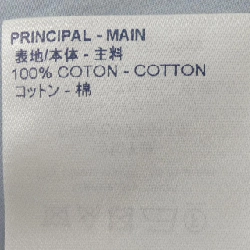 PRINCIPAL - MAIN
表地/本体 - 主料
100% COTON - COTTON
コットン - 棉